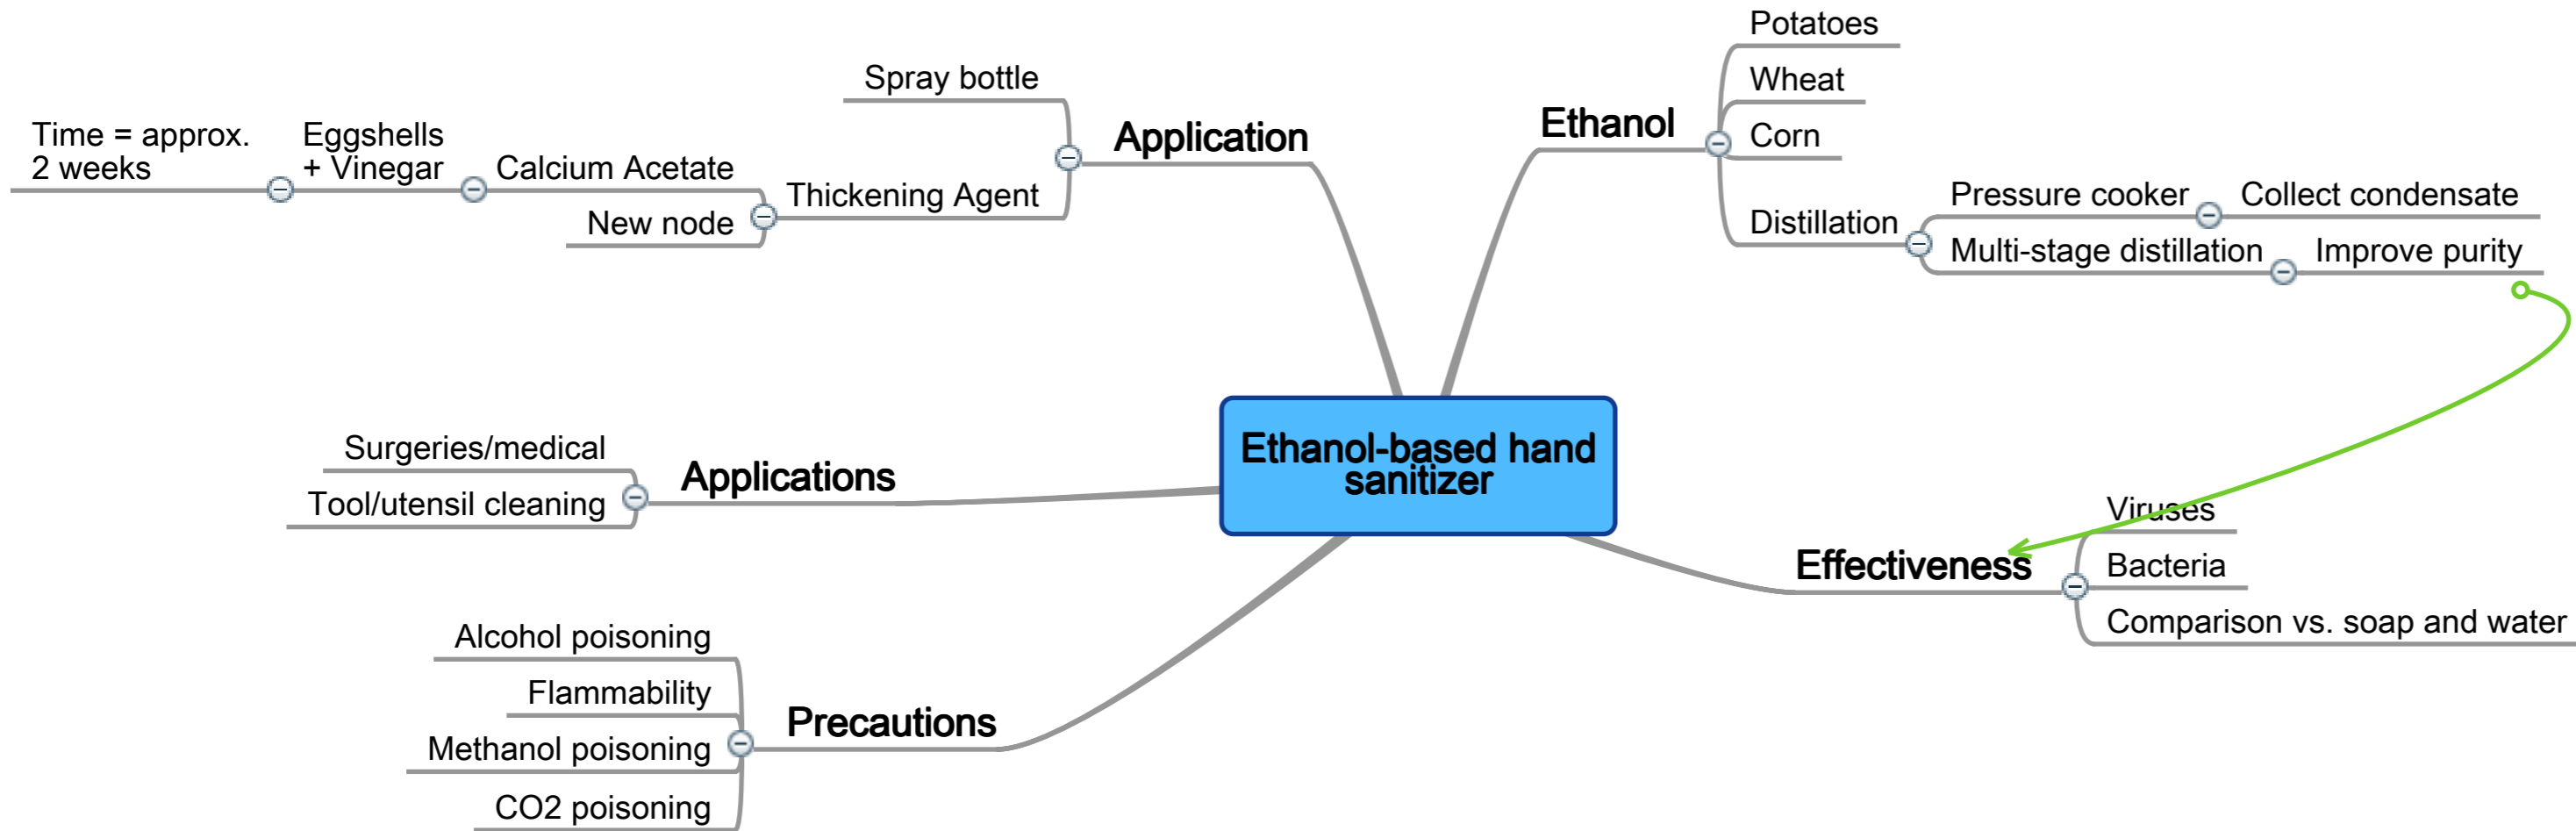 Ethanol-based hand
sanitizer
Ethanol
Potatoes
Wheat
Corn
Distillation
Pressure cooker
Collect condensate
Multi-stage distillation
Improve purity
Effectiveness
Viruses
Bacteria
Comparison vs. soap and water
Application
Spray bottle
Thickening Agent
Calcium Acetate
Eggshells
+ Vinegar
Time = approx.
2 weeks
New node
Applications
Surgeries/medical
Tool/utensil cleaning
Precautions
Alcohol poisoning
Flammability
Methanol poisoning
CO2 poisoning